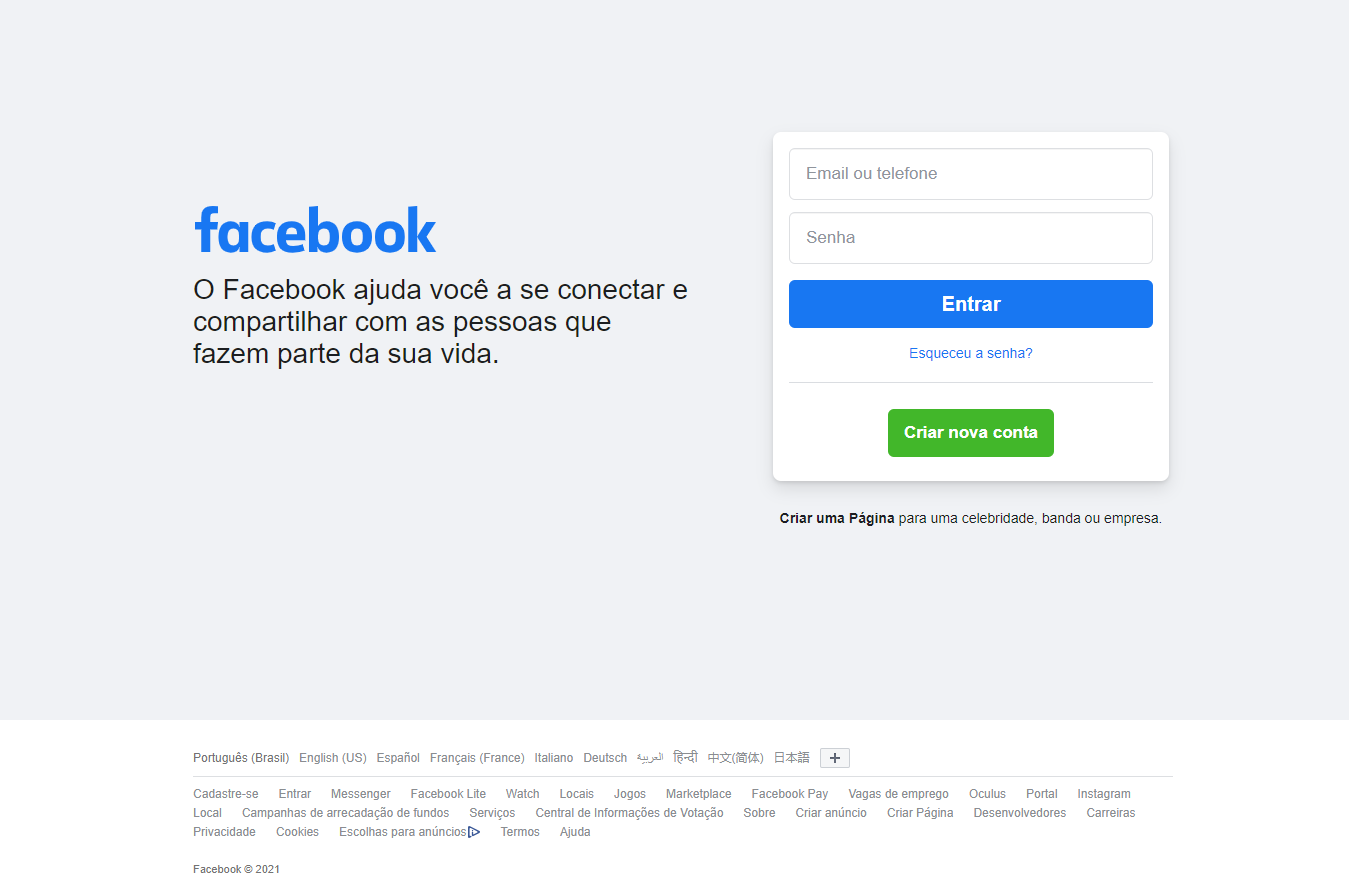 facebook
O Facebook ajuda você a se conectar e
compartilhar com as pessoas que
fazem parte da sua vida.
Email ou telefone
Senha
Entrar
Esqueceu a senha?
Criar nova conta
Criar uma Página para uma celebridade, banda ou empresa.
Português (Brasil) English (US) Español Français (France) Italiano Deutsch العربية हिन्दी 中文(简体) 日本語
Cadastre-se Entrar Messenger Facebook Lite Watch Locais Jogos Marketplace Facebook Pay Vagas de emprego Oculus Portal Instagram
Local Campanhas de arrecadação de fundos Serviços Central de Informações de Votação Sobre Criar anúncio Criar Página Desenvolvedores Carreiras
Privacidade Cookies Escolhas para anúncios Termos Ajuda
Facebook © 2021